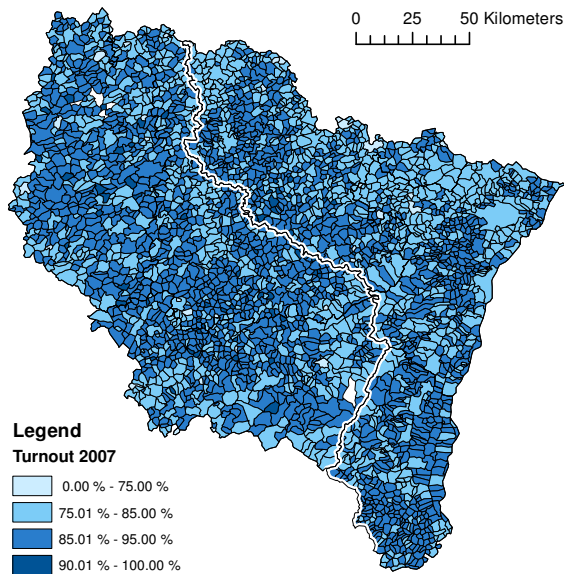 0 25 50 Kilometers
Legend
Turnout 2007
0.00 % - 75.00 %
75.01 % - 85.00 %
85.01 % - 95.00 %
90.01 % - 100.00 %